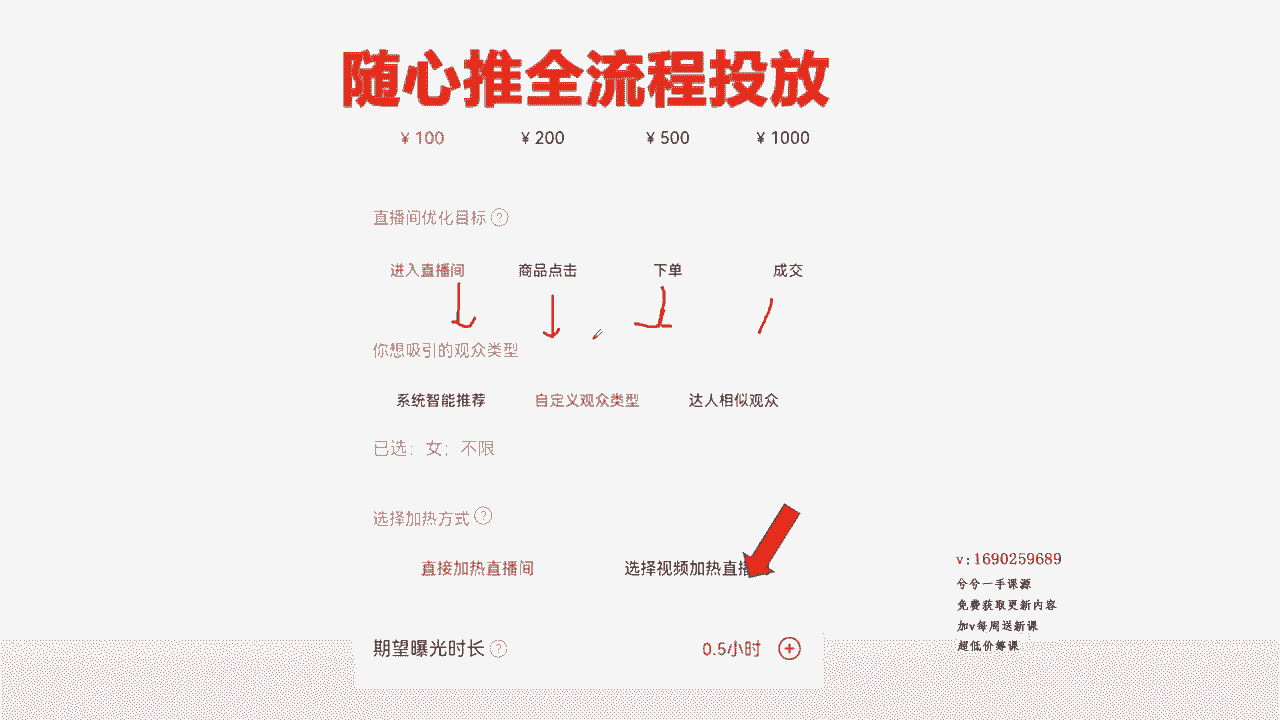 随心推全流程投放
¥ 100 ¥ 200 ¥ 500 ¥ 1000
直播间优化目标 ?
进入直播间 商品点击 下单 成交
你想吸引的观众类型
系统智能推荐 自定义观众类型 达人相似观众
已选：女；不限
选择加热方式 ?
直接加热直播间 选择视频加热直播
期望曝光时长 ? 0.5小时 +
v:1690259689
兮兮一手课源
免费获取更新内容
加v每周送新课
超低价筹课